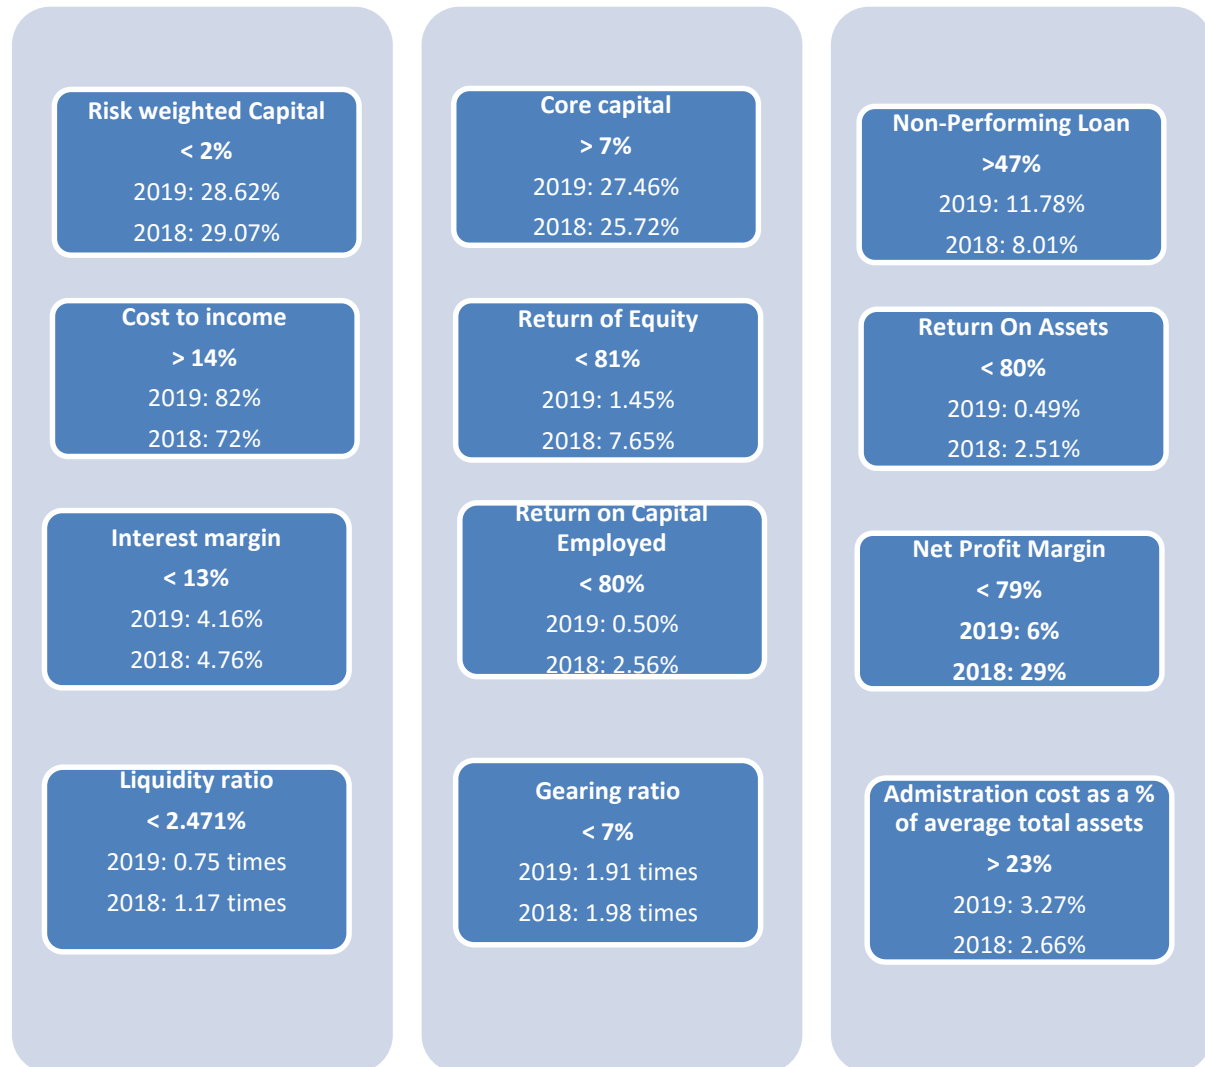 Risk weighted Capital
< 2%
2019: 28.62%
2018: 29.07%
Cost to income
> 14%
2019: 82%
2018: 72%
Interest margin
< 13%
2019: 4.16%
2018: 4.76%
Liquidity ratio
< 2.471%
2019: 0.75 times
2018: 1.17 times
Core capital
> 7%
2019: 27.46%
2018: 25.72%
Return of Equity
< 81%
2019: 1.45%
2018: 7.65%
Return on Capital
Employed
< 80%
2019: 0.50%
2018: 2.56%
Gearing ratio
< 7%
2019: 1.91 times
2018: 1.98 times
Non-Performing Loan
>47%
2019: 11.78%
2018: 8.01%
Return On Assets
< 80%
2019: 0.49%
2018: 2.51%
Net Profit Margin
< 79%
2019: 6%
2018: 29%
Admistration cost as a %
of average total assets
> 23%
2019: 3.27%
2018: 2.66%